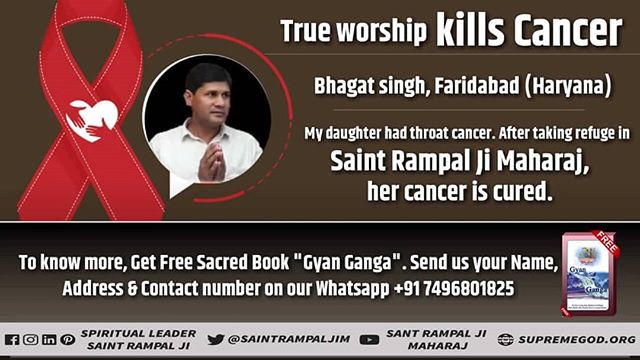 True worship kills Cancer
Bhagat singh, Faridabad (Haryana)
My daughter had throat cancer. After taking refuge in
Saint Rampal Ji Maharaj,
her cancer is cured.
To know more, Get Free Sacred Book "Gyan Ganga". Send us your Name,
Address & Contact number on our Whatsapp +91 7496801825
FREE
Gyan
Ganga
SPIRITUAL LEADER
SAINT RAMPAL JI
@SAINTRAMPALJIM
SANT RAMPAL JI
MAHARAJ
SUPREMEGOD.ORG